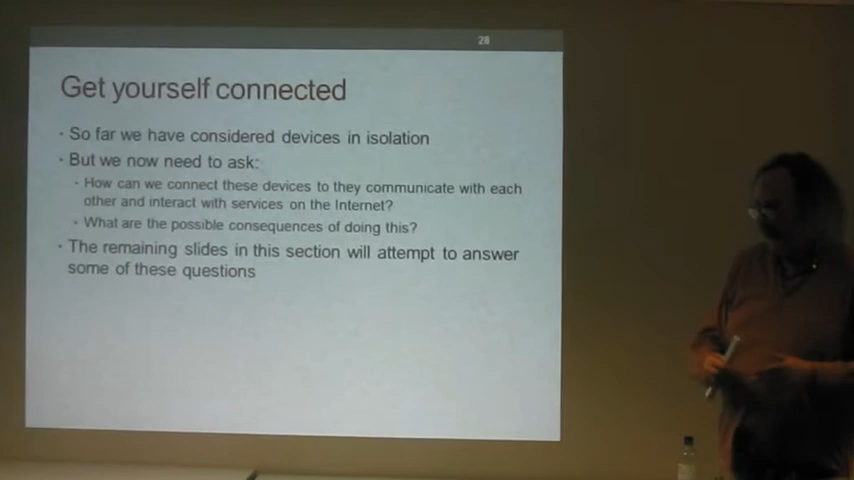 28
Get yourself connected
· So far we have considered devices in isolation
· But we now need to ask:
· How can we connect these devices to they communicate with each
other and interact with services on the Internet?
· What are the possible consequences of doing this?
· The remaining slides in this section will attempt to answer
some of these questions